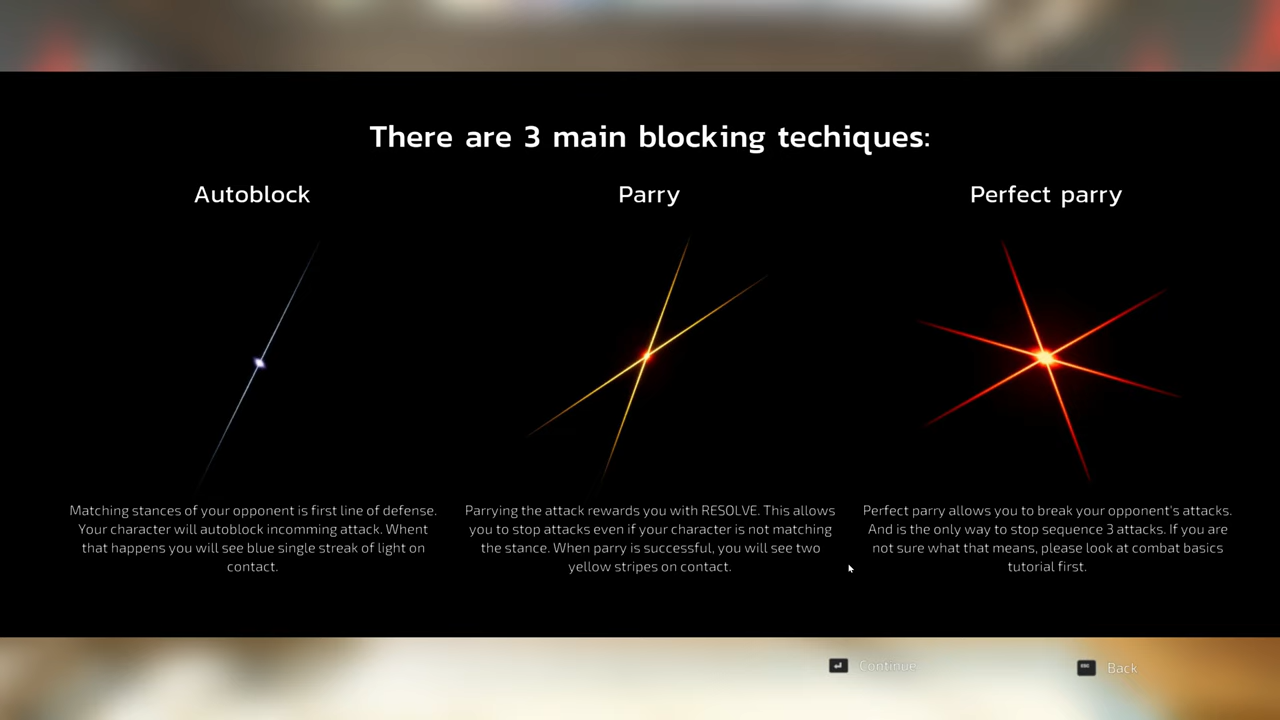 There are 3 main blocking techiques:
Autoblock
Matching stances of your opponent is first line of defense.
Your character will autoblock incomming attack. Whent
that happens you will see blue single streak of light on
contact.
Parry
Parrying the attack rewards you with RESOLVE. This allows
you to stop attacks even if your character is not matching
the stance. When parry is successful, you will see two
yellow stripes on contact.
Perfect parry
Perfect parry allows you to break your opponent's attacks.
And is the only way to stop sequence 3 attacks. If you are
not sure what that means, please look at combat basics
tutorial first.
Continue
Back